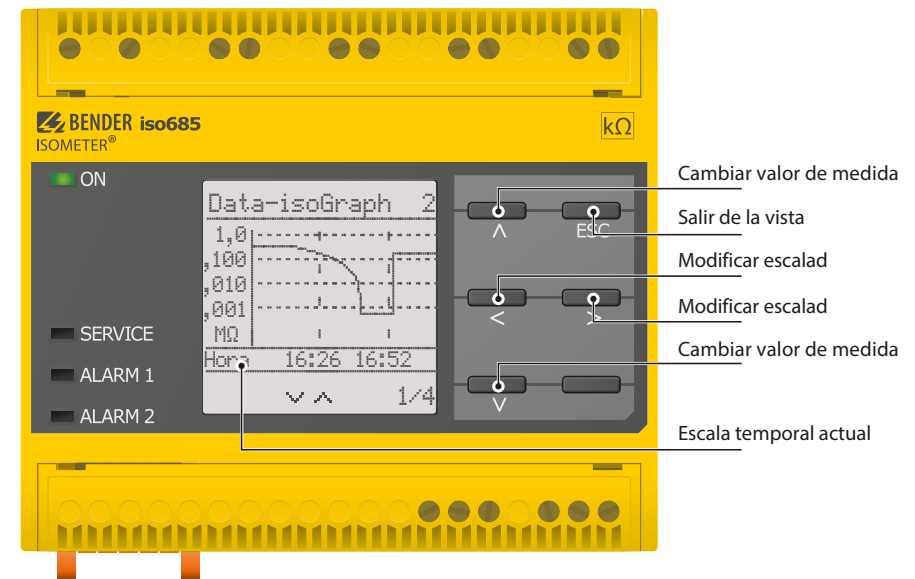 BENDER iso685
ISOMETER®
kΩ
ON
SERVICE
ALARM 1
ALARM 2
Data-isoGraph 2
1,0
,100
,010
,001
MΩ
Hora 16:26 16:52
1/4
ESC
Cambiar valor de medida
Salir de la vista
Modificar escalad
Modificar escalad
Cambiar valor de medida
Escala temporal actual